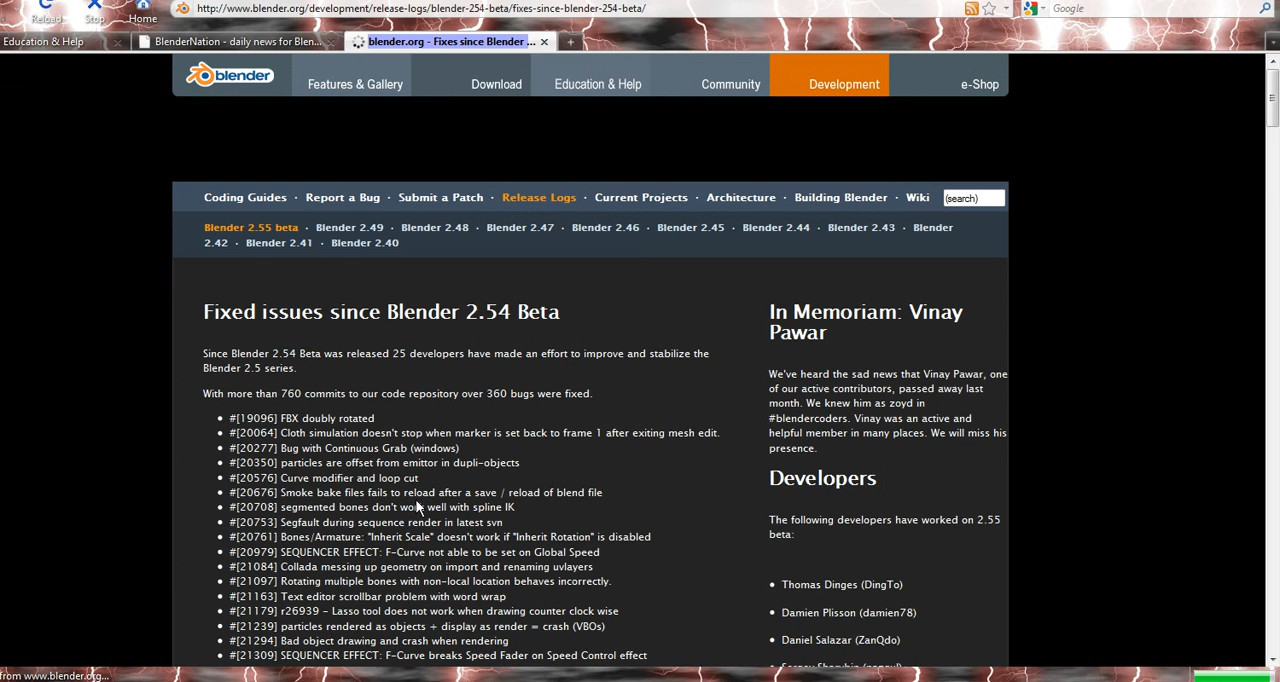 Reload
Stop
Home
http://www.blender.org/development/release-logs/blender-254-beta/fixes-since-blender-254-beta/
Google
Education & Help
BlenderNation - daily news for Blen...
blender.org - Fixes since Blender ...
blender
Features & Gallery
Download
Education & Help
Community
Development
e-Shop
Coding Guides · Report a Bug · Submit a Patch · Release Logs · Current Projects · Architecture · Building Blender · Wiki
(search)
Blender 2.55 beta · Blender 2.49 · Blender 2.48 · Blender 2.47 · Blender 2.46 · Blender 2.45 · Blender 2.44 · Blender 2.43 · Blender
2.42 · Blender 2.41 · Blender 2.40
Fixed issues since Blender 2.54 Beta
Since Blender 2.54 Beta was released 25 developers have made an effort to improve and stabilize the
Blender 2.5 series.
With more than 760 commits to our code repository over 360 bugs were fixed.
#[19096] FBX doubly rotated
#[20064] Cloth simulation doesn't stop when marker is set back to frame 1 after exiting mesh edit.
#[20277] Bug with Continuous Grab (windows)
#[20350] particles are offset from emittor in dupli-objects
#[20576] Curve modifier and loop cut
#[20676] Smoke bake files fails to reload after a save / reload of blend file
#[20708] segmented bones don't work well with spline IK
#[20753] Segfault during sequence render in latest svn
#[20761] Bones/Armature: "Inherit Scale" doesn't work if "Inherit Rotation" is disabled
#[20979] SEQUENCER EFFECT: F-Curve not able to be set on Global Speed
#[21084] Collada messing up geometry on import and renaming uvlayers
#[21097] Rotating multiple bones with non-local location behaves incorrectly.
#[21163] Text editor scrollbar problem with word wrap
#[21179] r26939 - Lasso tool does not work when drawing counter clock wise
#[21239] particles rendered as objects + display as render = crash (VBOs)
#[21294] Bad object drawing and crash when rendering
#[21309] SEQUENCER EFFECT: F-Curve breaks Speed Fader on Speed Control effect
In Memoriam: Vinay
Pawar
We've heard the sad news that Vinay Pawar, one
of our active contributors, passed away last
month. We knew him as zoyd in
#blendercoders. Vinay was an active and
helpful member in many places. We will miss his
presence.
Developers
The following developers have worked on 2.55
beta:
Thomas Dinges (DingTo)
Damien Plisson (damien78)
Daniel Salazar (ZanQdo)
from www.blender.org...